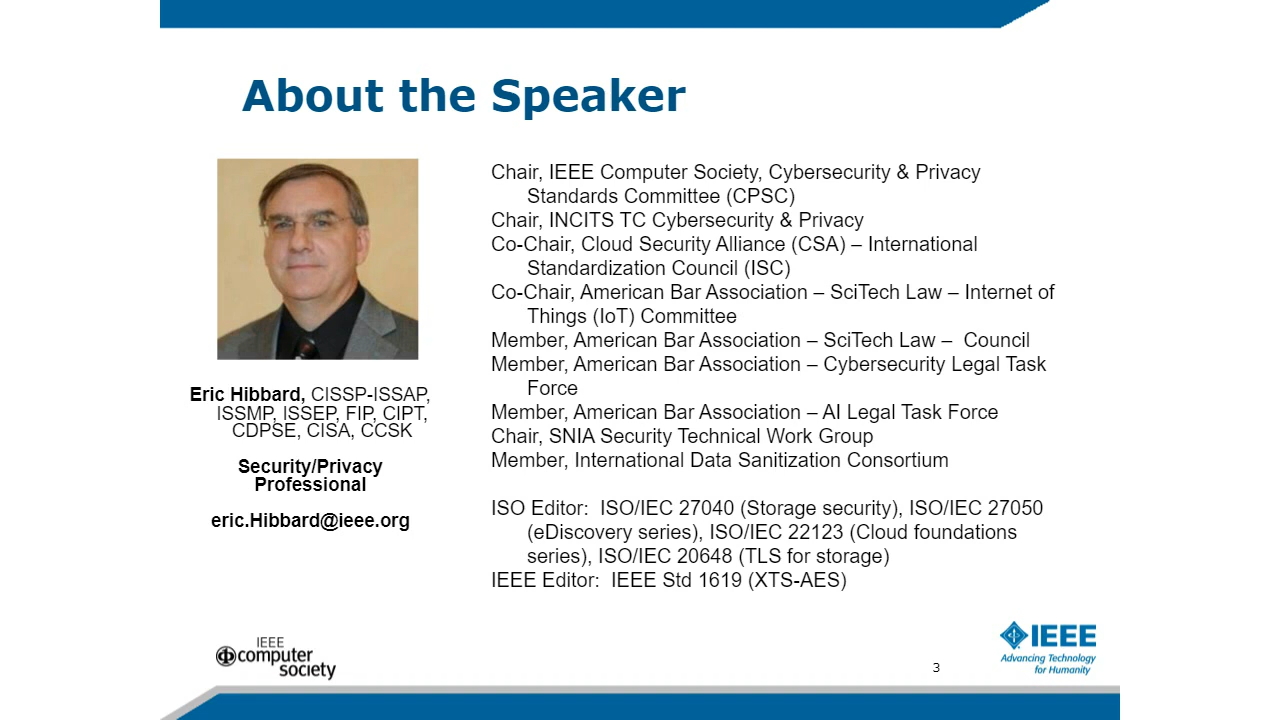 About the Speaker
Chair, IEEE Computer Society, Cybersecurity & Privacy
Standards Committee (CPSC)
Chair, INCITS TC Cybersecurity & Privacy
Co-Chair, Cloud Security Alliance (CSA) – International
Standardization Council (ISC)
Co-Chair, American Bar Association – SciTech Law – Internet of
Things (IoT) Committee
Member, American Bar Association – SciTech Law –  Council
Member, American Bar Association – Cybersecurity Legal Task
Force
Member, American Bar Association – AI Legal Task Force
Chair, SNIA Security Technical Work Group
Member, International Data Sanitization Consortium
ISO Editor:  ISO/IEC 27040 (Storage security), ISO/IEC 27050
(eDiscovery series), ISO/IEC 22123 (Cloud foundations
series), ISO/IEC 20648 (TLS for storage)
IEEE Editor:  IEEE Std 1619 (XTS-AES)
Eric Hibbard, CISSP-ISSAP,
ISSMP, ISSEP, FIP, CIPT,
CDPSE, CISA, CCSK
Security/Privacy
Professional
eric.Hibbard@ieee.org
IEEE
computer
society
3
IEEE
Advancing Technology
for Humanity